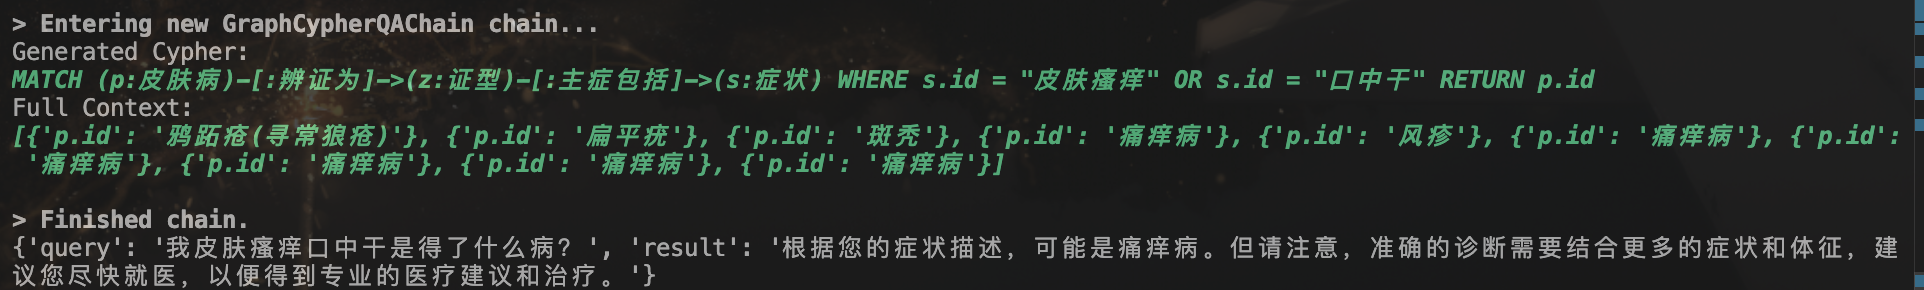 > Entering new GraphCypherQAChain chain...
Generated Cypher:
MATCH (p:皮肤病)-[:辨证为]->(z:证型)-[:主症包括]->(s:症状) WHERE s.id = "皮肤瘙痒" OR s.id = "口中干" RETURN p.id
Full Context:
[{'p.id': '鸦跖疮(寻常狼疮)'}, {'p.id': '扁平疣'}, {'p.id': '斑秃'}, {'p.id': '痛痒病'}, {'p.id': '风疹'}, {'p.id': '痛痒病'}, {'p.id':
'痛痒病'}, {'p.id': '痛痒病'}, {'p.id': '痛痒病'}, {'p.id': '痛痒病'}]
> Finished chain.
{'query': '我皮肤瘙痒口中干是得了什么病？', 'result': '根据您的症状描述，可能是痛痒病。但请注意，准确的诊断需要结合更多的症状和体征，建
议您尽快就医，以便得到专业的医疗建议和治疗。'}